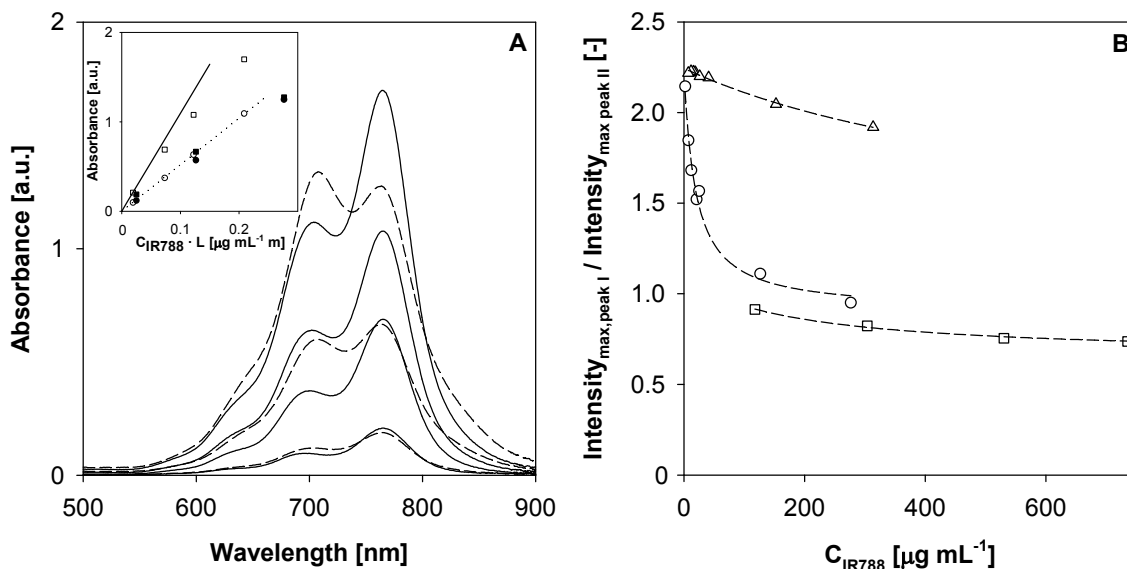 A
2
1
0
Absorbance [a.u.]
500 600 700 800 900
Wavelength [nm]
2
1
0
Absorbance [a.u.]
0 0.1 0.2
C_IR788 · L [µg mL⁻¹ m]
B
2.5
2.0
1.5
1.0
0.5
0.0
Intensity_max,peak I / Intensity_max peak II [-]
0 200 400 600
C_IR788 [µg mL⁻¹]